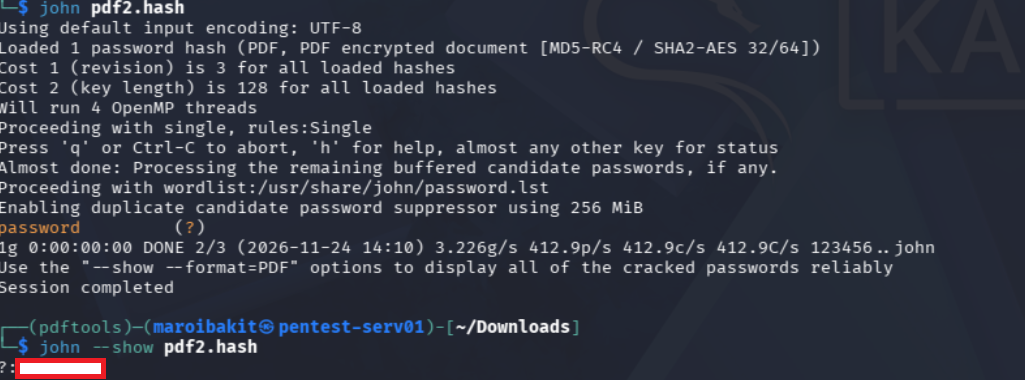 └─$ john pdf2.hash
Using default input encoding: UTF-8
Loaded 1 password hash (PDF, PDF encrypted document [MD5-RC4 / SHA2-AES 32/64])
Cost 1 (revision) is 3 for all loaded hashes
Cost 2 (key length) is 128 for all loaded hashes
Will run 4 OpenMP threads
Proceeding with single, rules:Single
Press 'q' or Ctrl-C to abort, 'h' for help, almost any other key for status
Almost done: Processing the remaining buffered candidate passwords, if any.
Proceeding with wordlist:/usr/share/john/password.lst
Enabling duplicate candidate password suppressor using 256 MiB
password (?)
1g 0:00:00:00 DONE 2/3 (2026-11-24 14:10) 3.226g/s 412.9p/s 412.9c/s 412.9C/s 123456..john
Use the "--show --format=PDF" options to display all of the cracked passwords reliably
Session completed
┌──(pdftools)─(maroibakit㉿pentest-serv01)-[~/Downloads]
└─$ john --show pdf2.hash
?:
KA